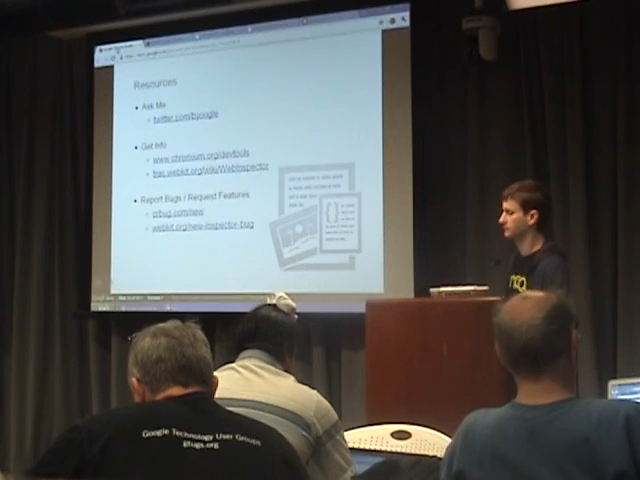 Resources
Ask Me
twitter.com/byoogle
Get Info
www.chromium.org/devtools
trac.webkit.org/wiki/WebInspector
Report Bugs / Request Features
crbug.com/new
webkit.org/new-inspector-bug
Google Technology User Groups
gtugs.org